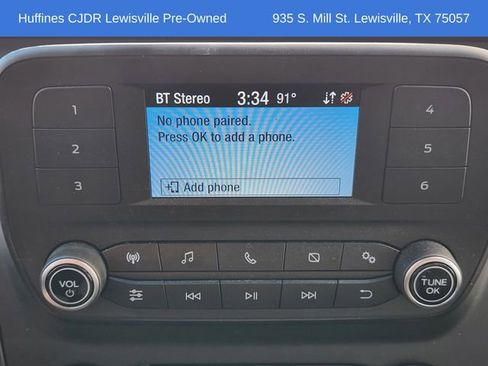 Huffines CJDR Lewisville Pre-Owned 935 S. Mill St. Lewisville, TX 75057
BT Stereo 3:34 91°
No phone paired.
Press OK to add a phone.
Add phone
1
2
3
4
5
6
VOL
TUNE
OK